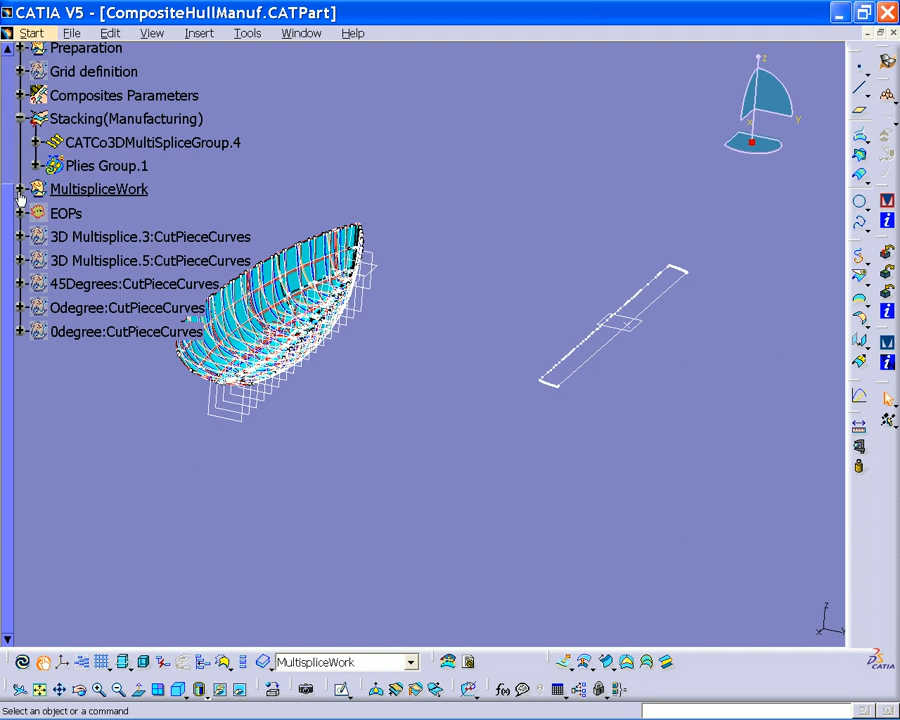 CATIA V5 - [CompositeHullManuf.CATPart]
Start File Edit View Insert Tools Window Help
Preparation
Grid definition
Composites Parameters
Stacking(Manufacturing)
CATCo3DMultiSpliceGroup.4
Plies Group.1
MultispliceWork
EOPs
3D Multisplice.3:CutPieceCurves
3D Multisplice.5:CutPieceCurves
45Degrees:CutPieceCurves
0degree:CutPieceCurves
0degree:CutPieceCurves
z
x
y
z
x
y
MultispliceWork
f(x)
Select an object or a command